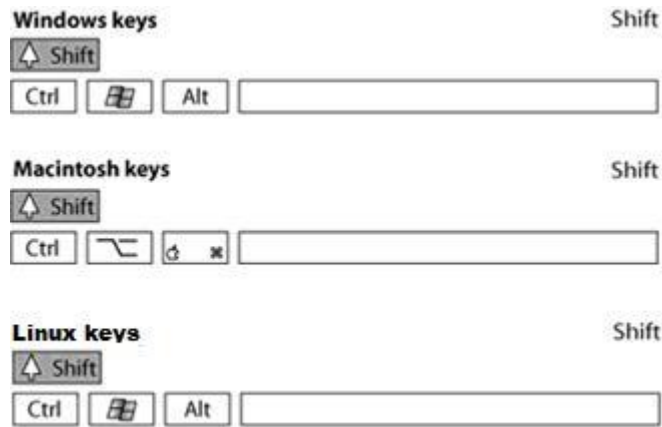 Windows keys Shift
Shift
Ctrl Alt
Macintosh keys Shift
Shift
Ctrl ⌥ ⌘
Linux keys Shift
Shift
Ctrl Alt